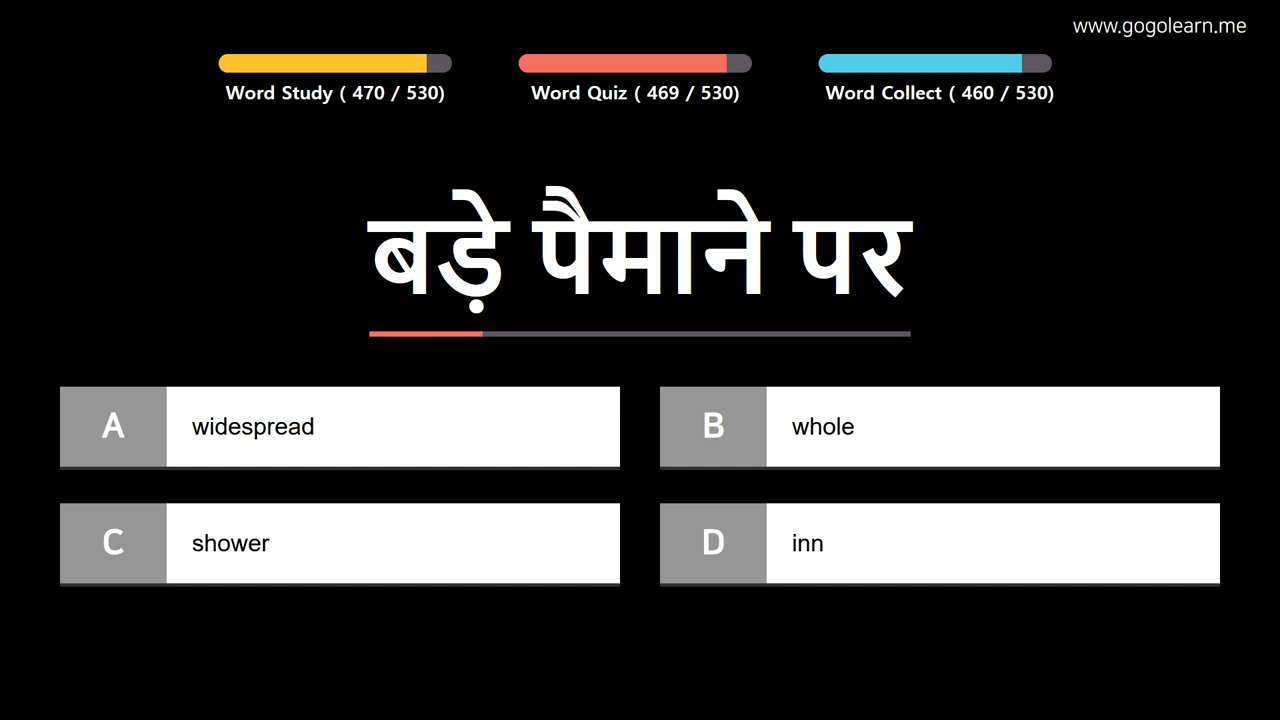 www.gogolearn.me
Word Study ( 470 / 530)
Word Quiz ( 469 / 530)
Word Collect ( 460 / 530)
बड़े पैमाने पर
A widespread
B whole
C shower
D inn